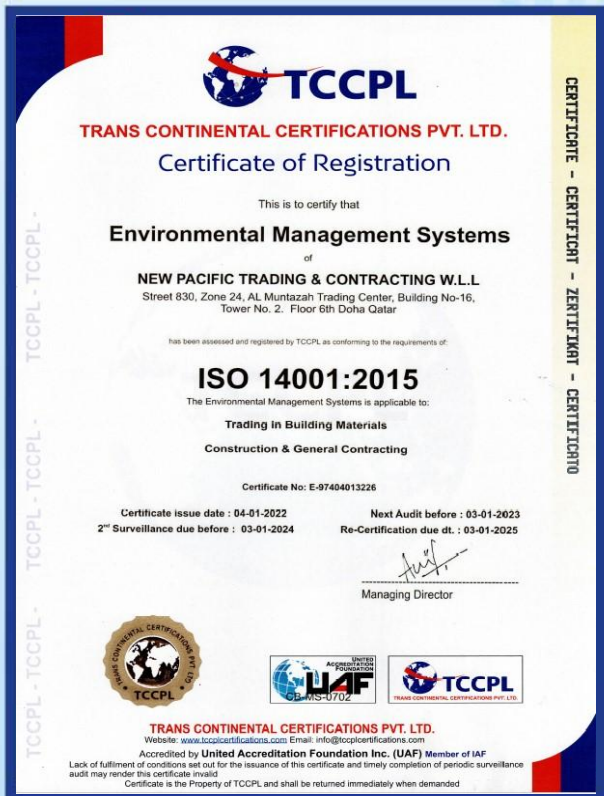 TCCPL
TRANS CONTINENTAL CERTIFICATIONS PVT. LTD.
Certificate of Registration
This is to certify that
Environmental Management Systems
of
NEW PACIFIC TRADING & CONTRACTING W.L.L
Street 830, Zone 24, AL Muntazah Trading Center, Building No-16,
Tower No. 2. Floor 6th Doha Qatar
has been assessed and registered by TCCPL as conforming to the requirements of:
ISO 14001:2015
The Environmental Management Systems is applicable to:
Trading in Building Materials
Construction & General Contracting
Certificate No: E-97404013226
Certificate issue date : 04-01-2022
Next Audit before : 03-01-2023
2nd Surveillance due before : 03-01-2024
Re-Certification due dt. : 03-01-2025
Managing Director
TRANS CONTINENTAL CERTIFICATIONS PVT. LTD
TCCPL
UNITED
ACCREDITATION
FOUNDATION
UAF
CB-MS-0702
TCCPL
TRANS CONTINENTAL CERTIFICATIONS PVT. LTD.
TRANS CONTINENTAL CERTIFICATIONS PVT. LTD.
Website: www.tccplcertifications.com Email: info@tccplcertifications.com
Accredited by United Accreditation Foundation Inc. (UAF) Member of IAF
Lack of fulfilment of conditions set out for the issuance of this certificate and timely completion of periodic surveillance
audit may render this certificate invalid
Certificate is the Property of TCCPL and shall be returned immediately when demanded
TCCPL - TCCPL - TCCPL - TCCPL - TCCPL -
CERTIFICATE - CERTIFICAT - ZERTIFIKAT - CERTIFICATO